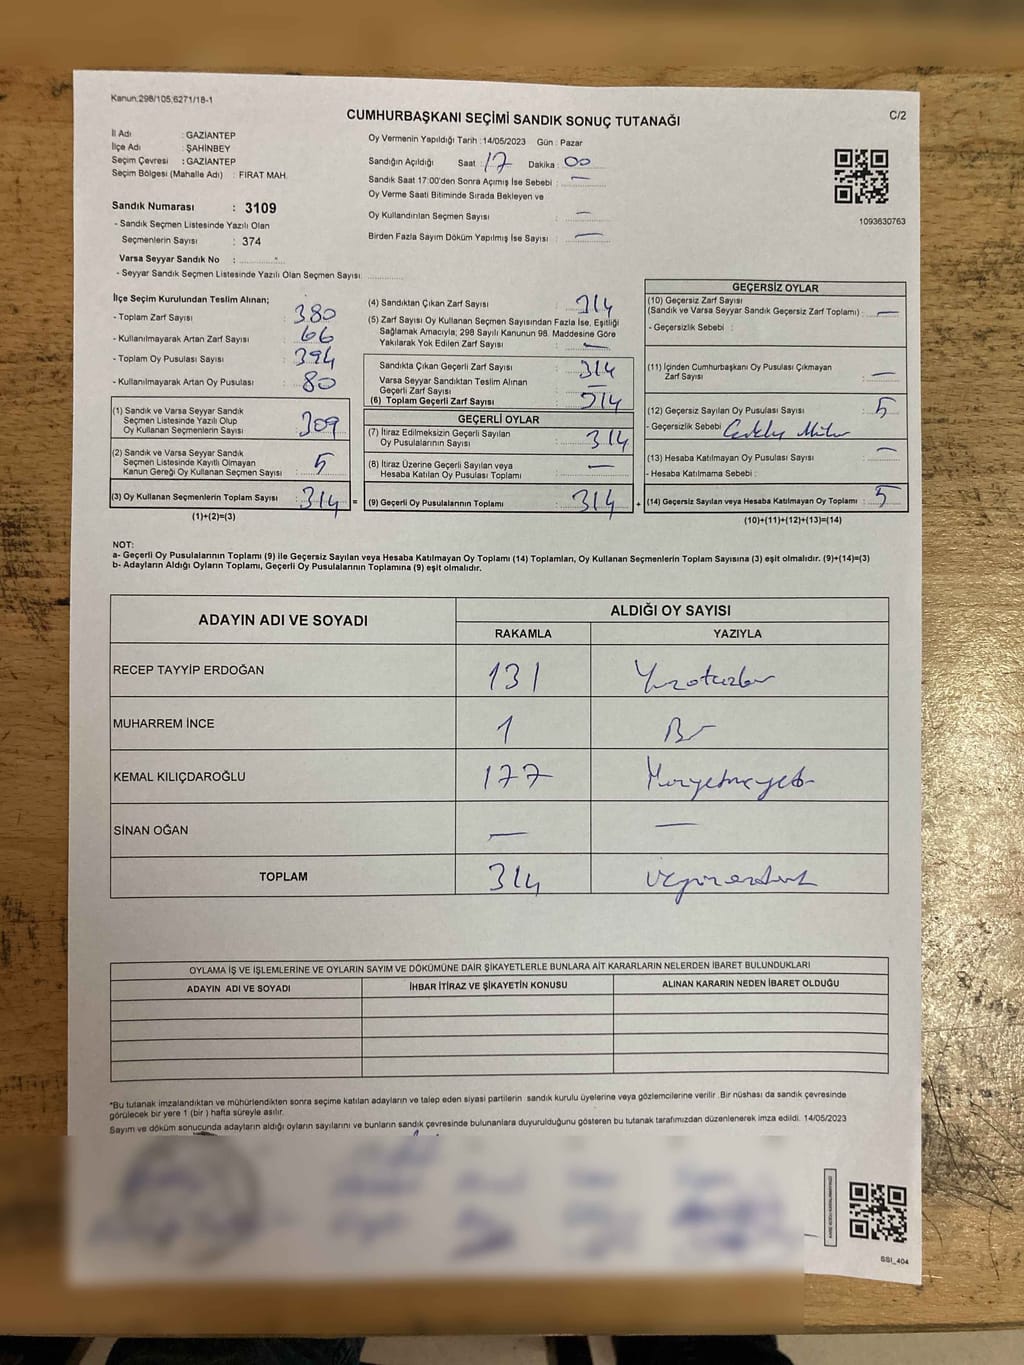 Kanun:298/105;6271/18-1
CUMHURBAŞKANI SEÇİMİ SANDIK SONUÇ TUTANAĞI
C/2
İl Adı : GAZİANTEP
İlçe Adı : ŞAHİNBEY
Seçim Çevresi : GAZİANTEP
Seçim Bölgesi (Mahalle Adı) : FIRAT MAH.
Oy Vermenin Yapıldığı Tarih :14/05/2023 Gün : Pazar
Sandığın Açıldığı Saat : 17 Dakika : 00
Sandık Saat 17:00'den Sonra Açımış İse Sebebi : —
Oy Verme Saati Bitiminde Sırada Bekleyen ve
Oy Kullandırılan Seçmen Sayısı : —
Birden Fazla Sayım Döküm Yapılmış İse Sayısı : —
1093630763
Sandık Numarası : 3109
- Sandık Seçmen Listesinde Yazılı Olan
Seçmenlerin Sayısı : 374
Varsa Seyyar Sandık No :
- Seyyar Sandık Seçmen Listesinde Yazılı Olan Seçmen Sayısı:
İlçe Seçim Kurulundan Teslim Alınan;
- Toplam Zarf Sayısı : 380
- Kullanılmayarak Artan Zarf Sayısı : 66
- Toplam Oy Pusulası Sayısı : 394
- Kullanılmayarak Artan Oy Pusulası : 80
(1) Sandık ve Varsa Seyyar Sandık
Seçmen Listesinde Yazılı Olup
Oy Kullanan Seçmenlerin Sayısı : 309
(2) Sandık ve Varsa Seyyar Sandık
Seçmen Listesinde Kayıtlı Olmayan
Kanun Gereği Oy Kullanan Seçmen Sayısı : 5
(3) Oy Kullanan Seçmenlerin Toplam Sayısı : 314 =
(1)+(2)=(3)
(4) Sandıktan Çıkan Zarf Sayısı : 314
(5) Zarf Sayısı Oy Kullanan Seçmen Sayısından Fazla İse, Eşitliği
Sağlamak Amacıyla; 298 Sayılı Kanunun 98. Maddesine Göre
Yakılarak Yok Edilen Zarf Sayısı : —
Sandıkta Çıkan Geçerli Zarf Sayısı : 314
Varsa Seyyar Sandıktan Teslim Alınan
Geçerli Zarf Sayısı : —
(6) Toplam Geçerli Zarf Sayısı : 314
GEÇERLİ OYLAR
(7) İtiraz Edilmeksizin Geçerli Sayılan
Oy Pusulalarının Sayısı : 314
(8) İtiraz Üzerine Geçerli Sayılan veya
Hesaba Katılan Oy Pusulası Toplamı : —
(9) Geçerli Oy Pusulalarının Toplamı : 314 +
GEÇERSİZ OYLAR
(10) Geçersiz Zarf Sayısı
(Sandık ve Varsa Seyyar Sandık Geçersiz Zarf Toplamı) : —
- Geçersizlik Sebebi :
(11) İçinden Cumhurbaşkanı Oy Pusulası Çıkmayan
Zarf Sayısı : —
(12) Geçersiz Sayılan Oy Pusulası Sayısı : 5
- Geçersizlik Sebebi :
(13) Hesaba Katılmayan Oy Pusulası Sayısı : —
- Hesaba Katılmama Sebebi :
(14) Geçersiz Sayılan veya Hesaba Katılmayan Oy Toplamı : 5
(10)+(11)+(12)+(13)=(14)
NOT:
a- Geçerli Oy Pusulalarının Toplamı (9) ile Geçersiz Sayılan veya Hesaba Katılmayan Oy Toplamı (14) Toplamları, Oy Kullanan Seçmenlerin Toplam Sayısına (3) eşit olmalıdır. (9)+(14)=(3)
b- Adayların Aldığı Oyların Toplamı, Geçerli Oy Pusulalarının Toplamına (9) eşit olmalıdır.
ADAYIN ADI VE SOYADI
ALDIĞI OY SAYISI
RAKAMLA YAZIYLA
RECEP TAYYİP ERDOĞAN 131 Yüzotuzbir
MUHARREM İNCE 1 Bir
KEMAL KILIÇDAROĞLU 177 Yüzyetmişyedi
SİNAN OĞAN — —
TOPLAM 314 üçyüzondört
OYLAMA İŞ VE İŞLEMLERİNE VE OYLARIN SAYIM VE DÖKÜMÜNE DAİR ŞİKAYETLERLE BUNLARA AİT KARARLARIN NELERDEN İBARET BULUNDUKLARI
ADAYIN ADI VE SOYADI İHBAR İTİRAZ VE ŞİKAYETİN KONUSU ALINAN KARARIN NEDEN İBARET OLDUĞU
*Bu tutanak imzalandıktan ve mühürlendikten sonra seçime katılan adayların ve talep eden siyasi partilerin sandık kurulu üyelerine veya gözlemcilerine verilir .Bir nüshası da sandık çevresinde
görülecek bir yere 1 (bir ) hafta süreyle asılır.
Sayım ve döküm sonucunda adayların aldığı oyların sayılarını ve bunların sandık çevresinde bulunanlara duyurulduğunu gösteren bu tutanak tarafımızdan düzenlenerek imza edildi. 14/05/2023
SSI_404